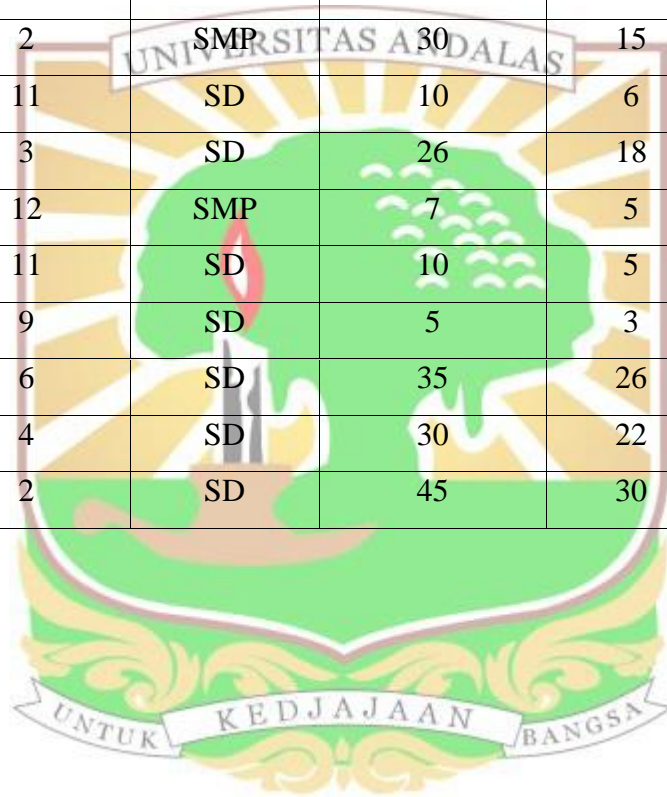 2 SMP 30 15
UNIVERSITAS ANDALAS
11 SD 10 6
3 SD 26 18
12 SMP 7 5
11 SD 10 5
9 SD 5 3
6 SD 35 26
4 SD 30 22
2 SD 45 30
UNTUK KEDJAJAAN BANGSA